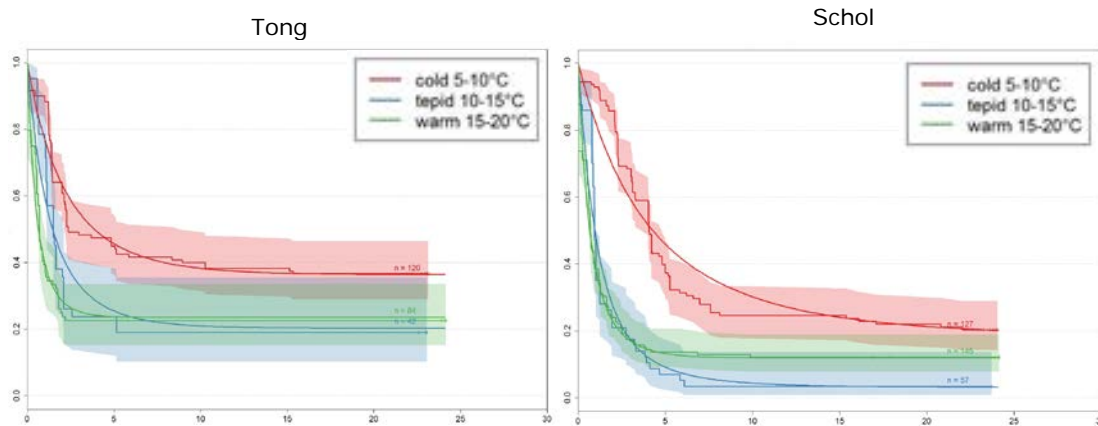 Tong
Schol
cold 5-10°C
tepid 10-15°C
warm 15-20°C
1.0
0.8
0.6
0.4
0.2
0.0
n = 120
n = 84
n = 42
0
5
10
15
20
25
30
cold 5-10°C
tepid 10-15°C
warm 15-20°C
1.0
0.8
0.6
0.4
0.2
0.0
n = 127
n = 145
n = 57
0
5
10
15
20
25
30